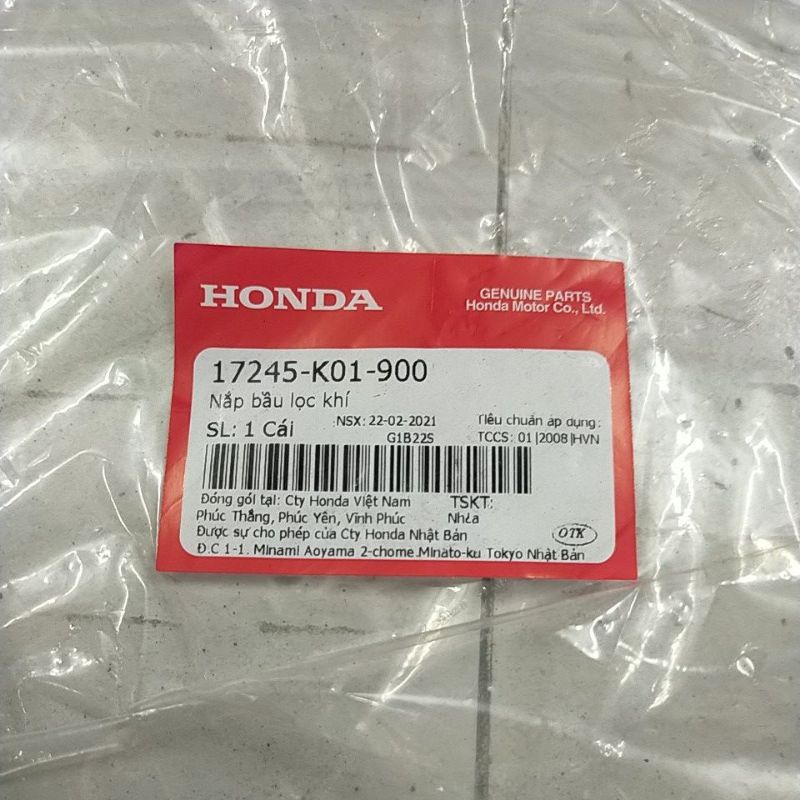 HONDA
GENUINE PARTS
Honda Motor Co., Ltd.
17245-K01-900
Nắp bầu lọc khí
NSX: 22-02-2021
Tiêu chuẩn áp dụng:
SL: 1 Cái
G1B22S
TCCS: 01|2008|HVN
Đóng gói tại: Cty Honda Việt Nam
TSKT:
Phúc Thắng, Phúc Yên, Vĩnh Phúc
Nhựa
Được sự cho phép của Cty Honda Nhật Bản
OTK
Đ.C 1-1. Minami Aoyama 2-chome.Minato-ku Tokyo Nhật Bản